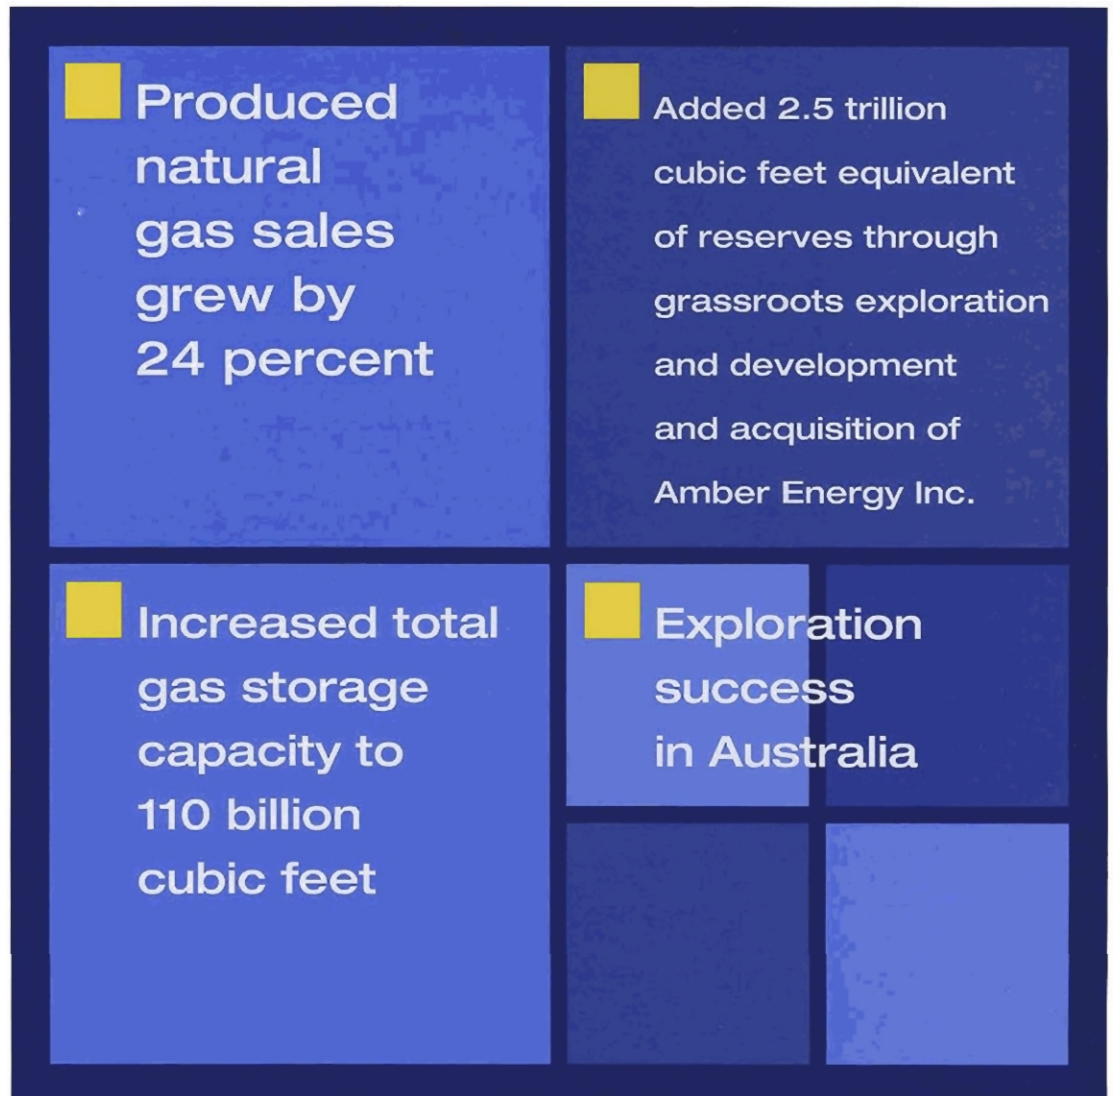 Produced
natural
gas sales
grew by
24 percent
Added 2.5 trillion
cubic feet equivalent
of reserves through
grassroots exploration
and development
and acquisition of
Amber Energy Inc.
Increased total
gas storage
capacity to
110 billion
cubic feet
Exploration
success
in Australia